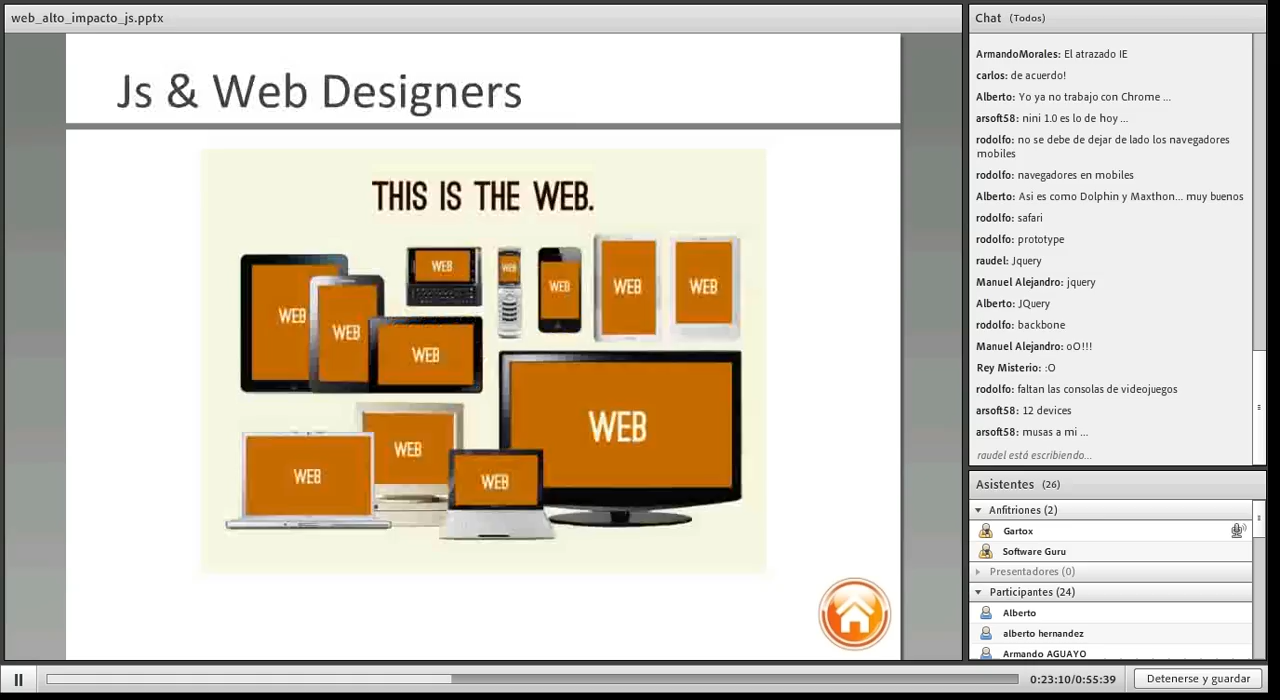 web_alto_impacto_js.pptx
Js & Web Designers
THIS IS THE WEB.
WEB
WEB
WEB
WEB
WEB
WEB
WEB
WEB
WEB
WEB
WEB
WEB
Chat (Todos)
ArmandoMorales: El atrazado IE
carlos: de acuerdo!
Alberto: Yo ya no trabajo con Chrome ...
arsoft58: nini 1.0 es lo de hoy ...
rodolfo: no se debe de dejar de lado los navegadores
mobiles
rodolfo: navegadores en mobiles
Alberto: Asi es como Dolphin y Maxthon... muy buenos
rodolfo: safari
rodolfo: prototype
raudel: Jquery
Manuel Alejandro: jquery
Alberto: JQuery
rodolfo: backbone
Manuel Alejandro: oO!!!
Rey Misterio: :O
rodolfo: faltan las consolas de videojuegos
arsoft58: 12 devices
arsoft58: musas a mi ...
raudel está escribiendo...
Asistentes (26)
Anfitriones (2)
Gartox
Software Guru
Presentadores (0)
Participantes (24)
Alberto
alberto hernandez
Armando AGUAYO
0:23:10/0:55:39
Detenerse y guardar